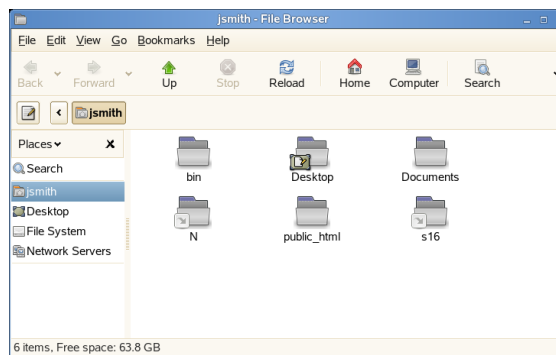 jsmith - File Browser
File Edit View Go Bookmarks Help
Back Forward Up Stop Reload Home Computer Search
jsmith
Places
Search
jsmith
Desktop
File System
Network Servers
bin Desktop Documents
N public_html s16
6 items, Free space: 63.8 GB